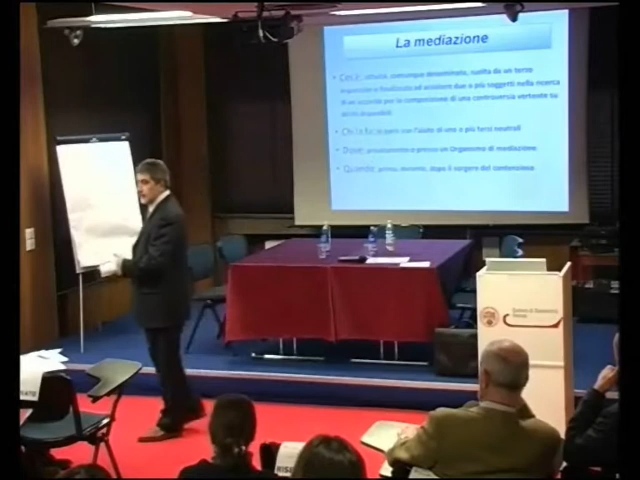 La mediazione
• Cos'è: attività, comunque denominata, svolta da un terzo
imparziale e finalizzata ad assistere due o più soggetti nella ricerca
di un accordo per la composizione di una controversia vertente su
diritti disponibili
• Chi la fa: le parti con l'aiuto di uno o più terzi neutrali
• Dove: privatamente o presso un Organismo di mediazione
• Quando: prima, durante, dopo il sorgere del contenzioso